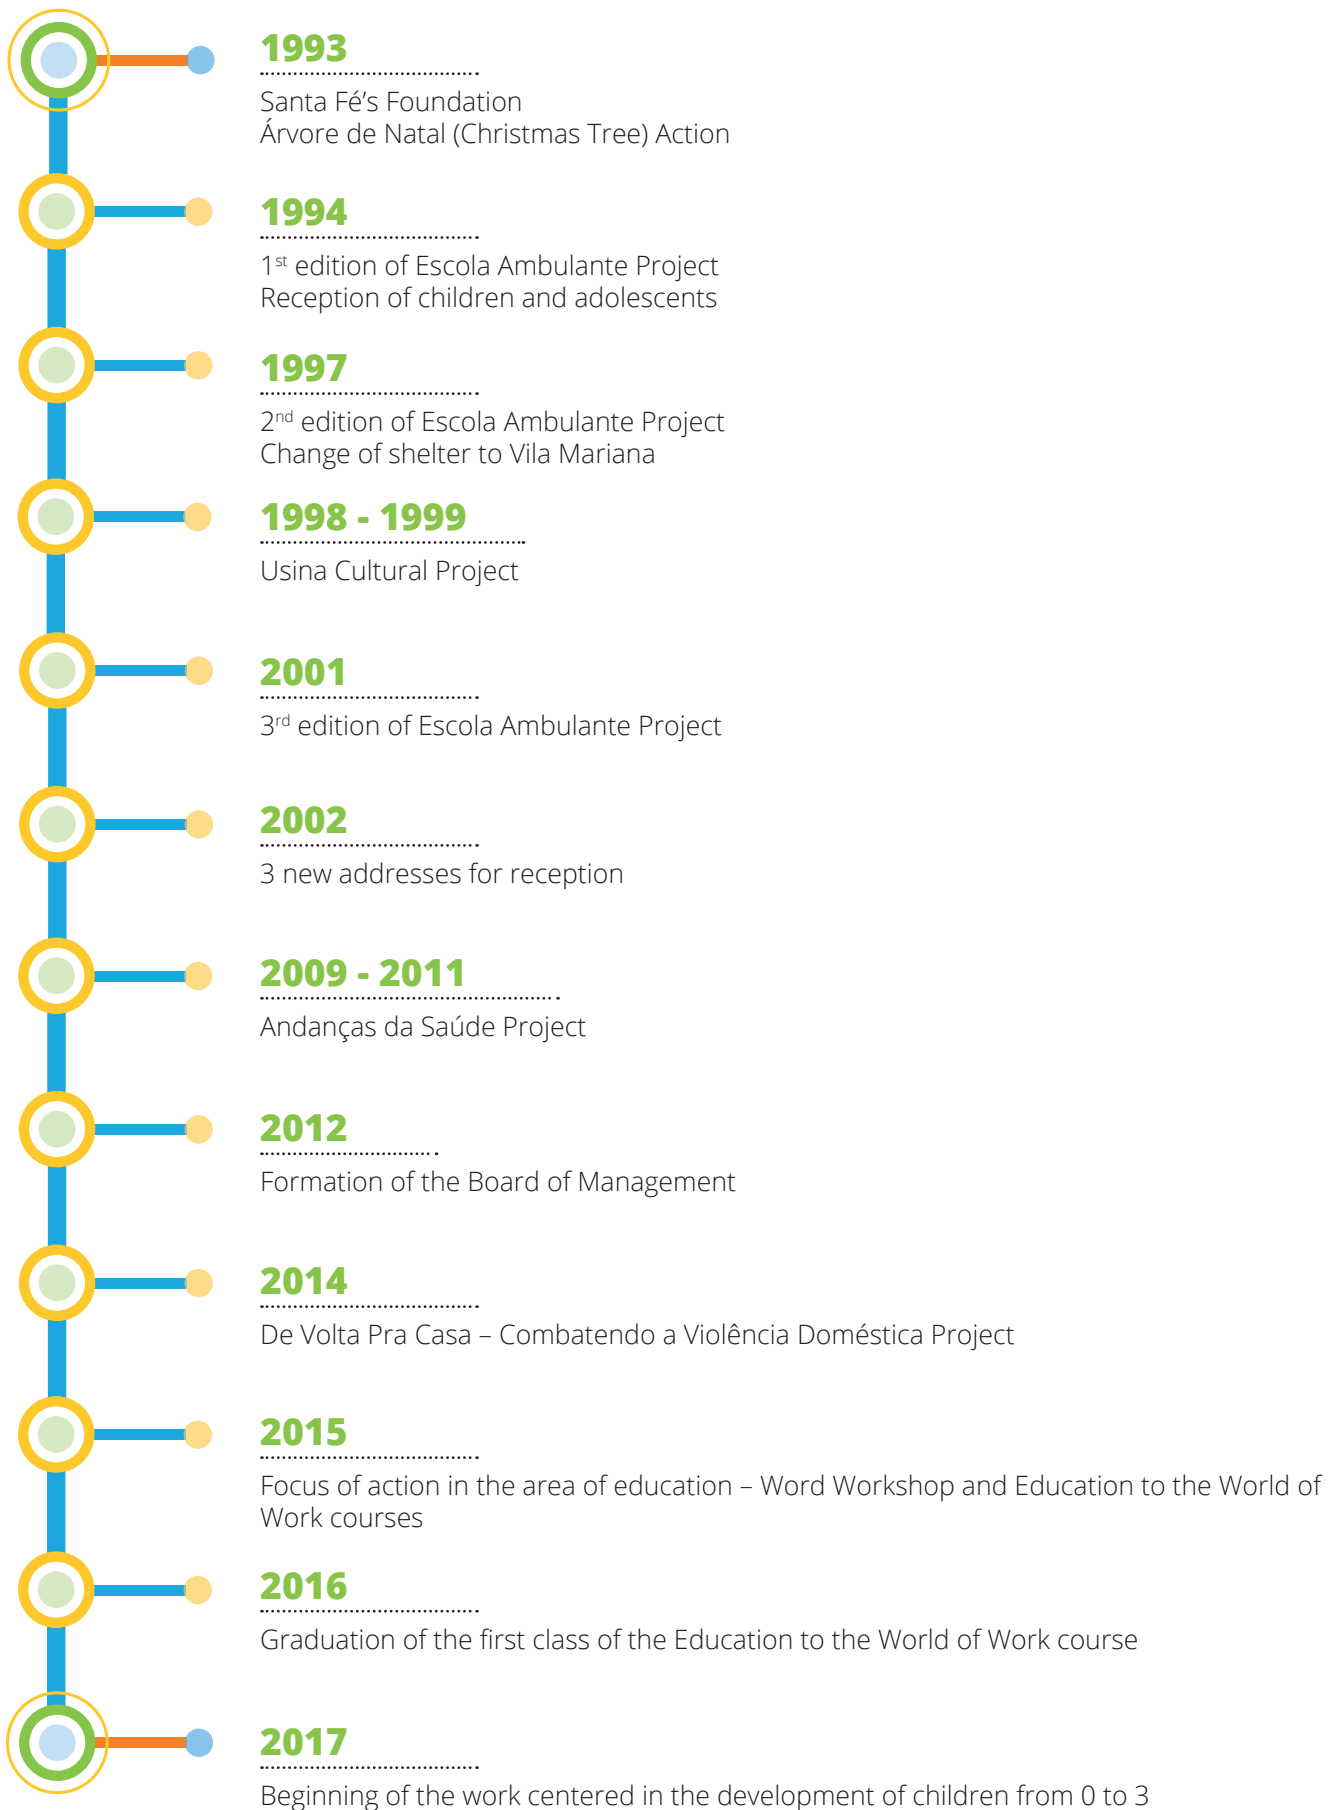 1993
Santa Fé's Foundation
Árvore de Natal (Christmas Tree) Action
1994
1st edition of Escola Ambulante Project
Reception of children and adolescents
1997
2nd edition of Escola Ambulante Project
Change of shelter to Vila Mariana
1998 - 1999
Usina Cultural Project
2001
3rd edition of Escola Ambulante Project
2002
3 new addresses for reception
2009 - 2011
Andanças da Saúde Project
2012
Formation of the Board of Management
2014
De Volta Pra Casa – Combatendo a Violência Doméstica Project
2015
Focus of action in the area of education – Word Workshop and Education to the World of
Work courses
2016
Graduation of the first class of the Education to the World of Work course
2017
Beginning of the work centered in the development of children from 0 to 3